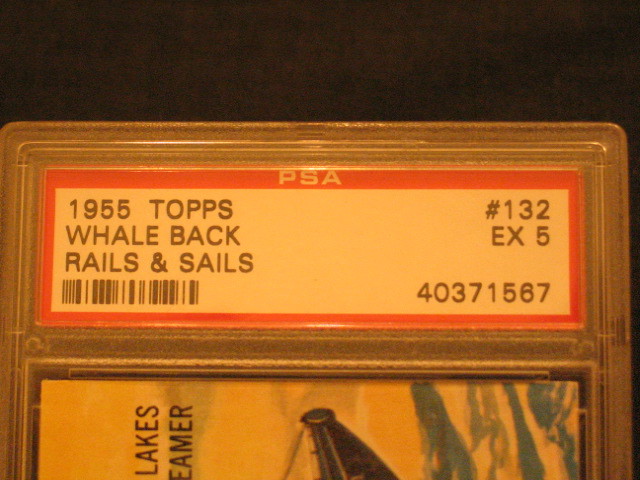 PSA
1955 TOPPS #132
WHALE BACK EX 5
RAILS & SAILS
40371567
LAKES
EAMER